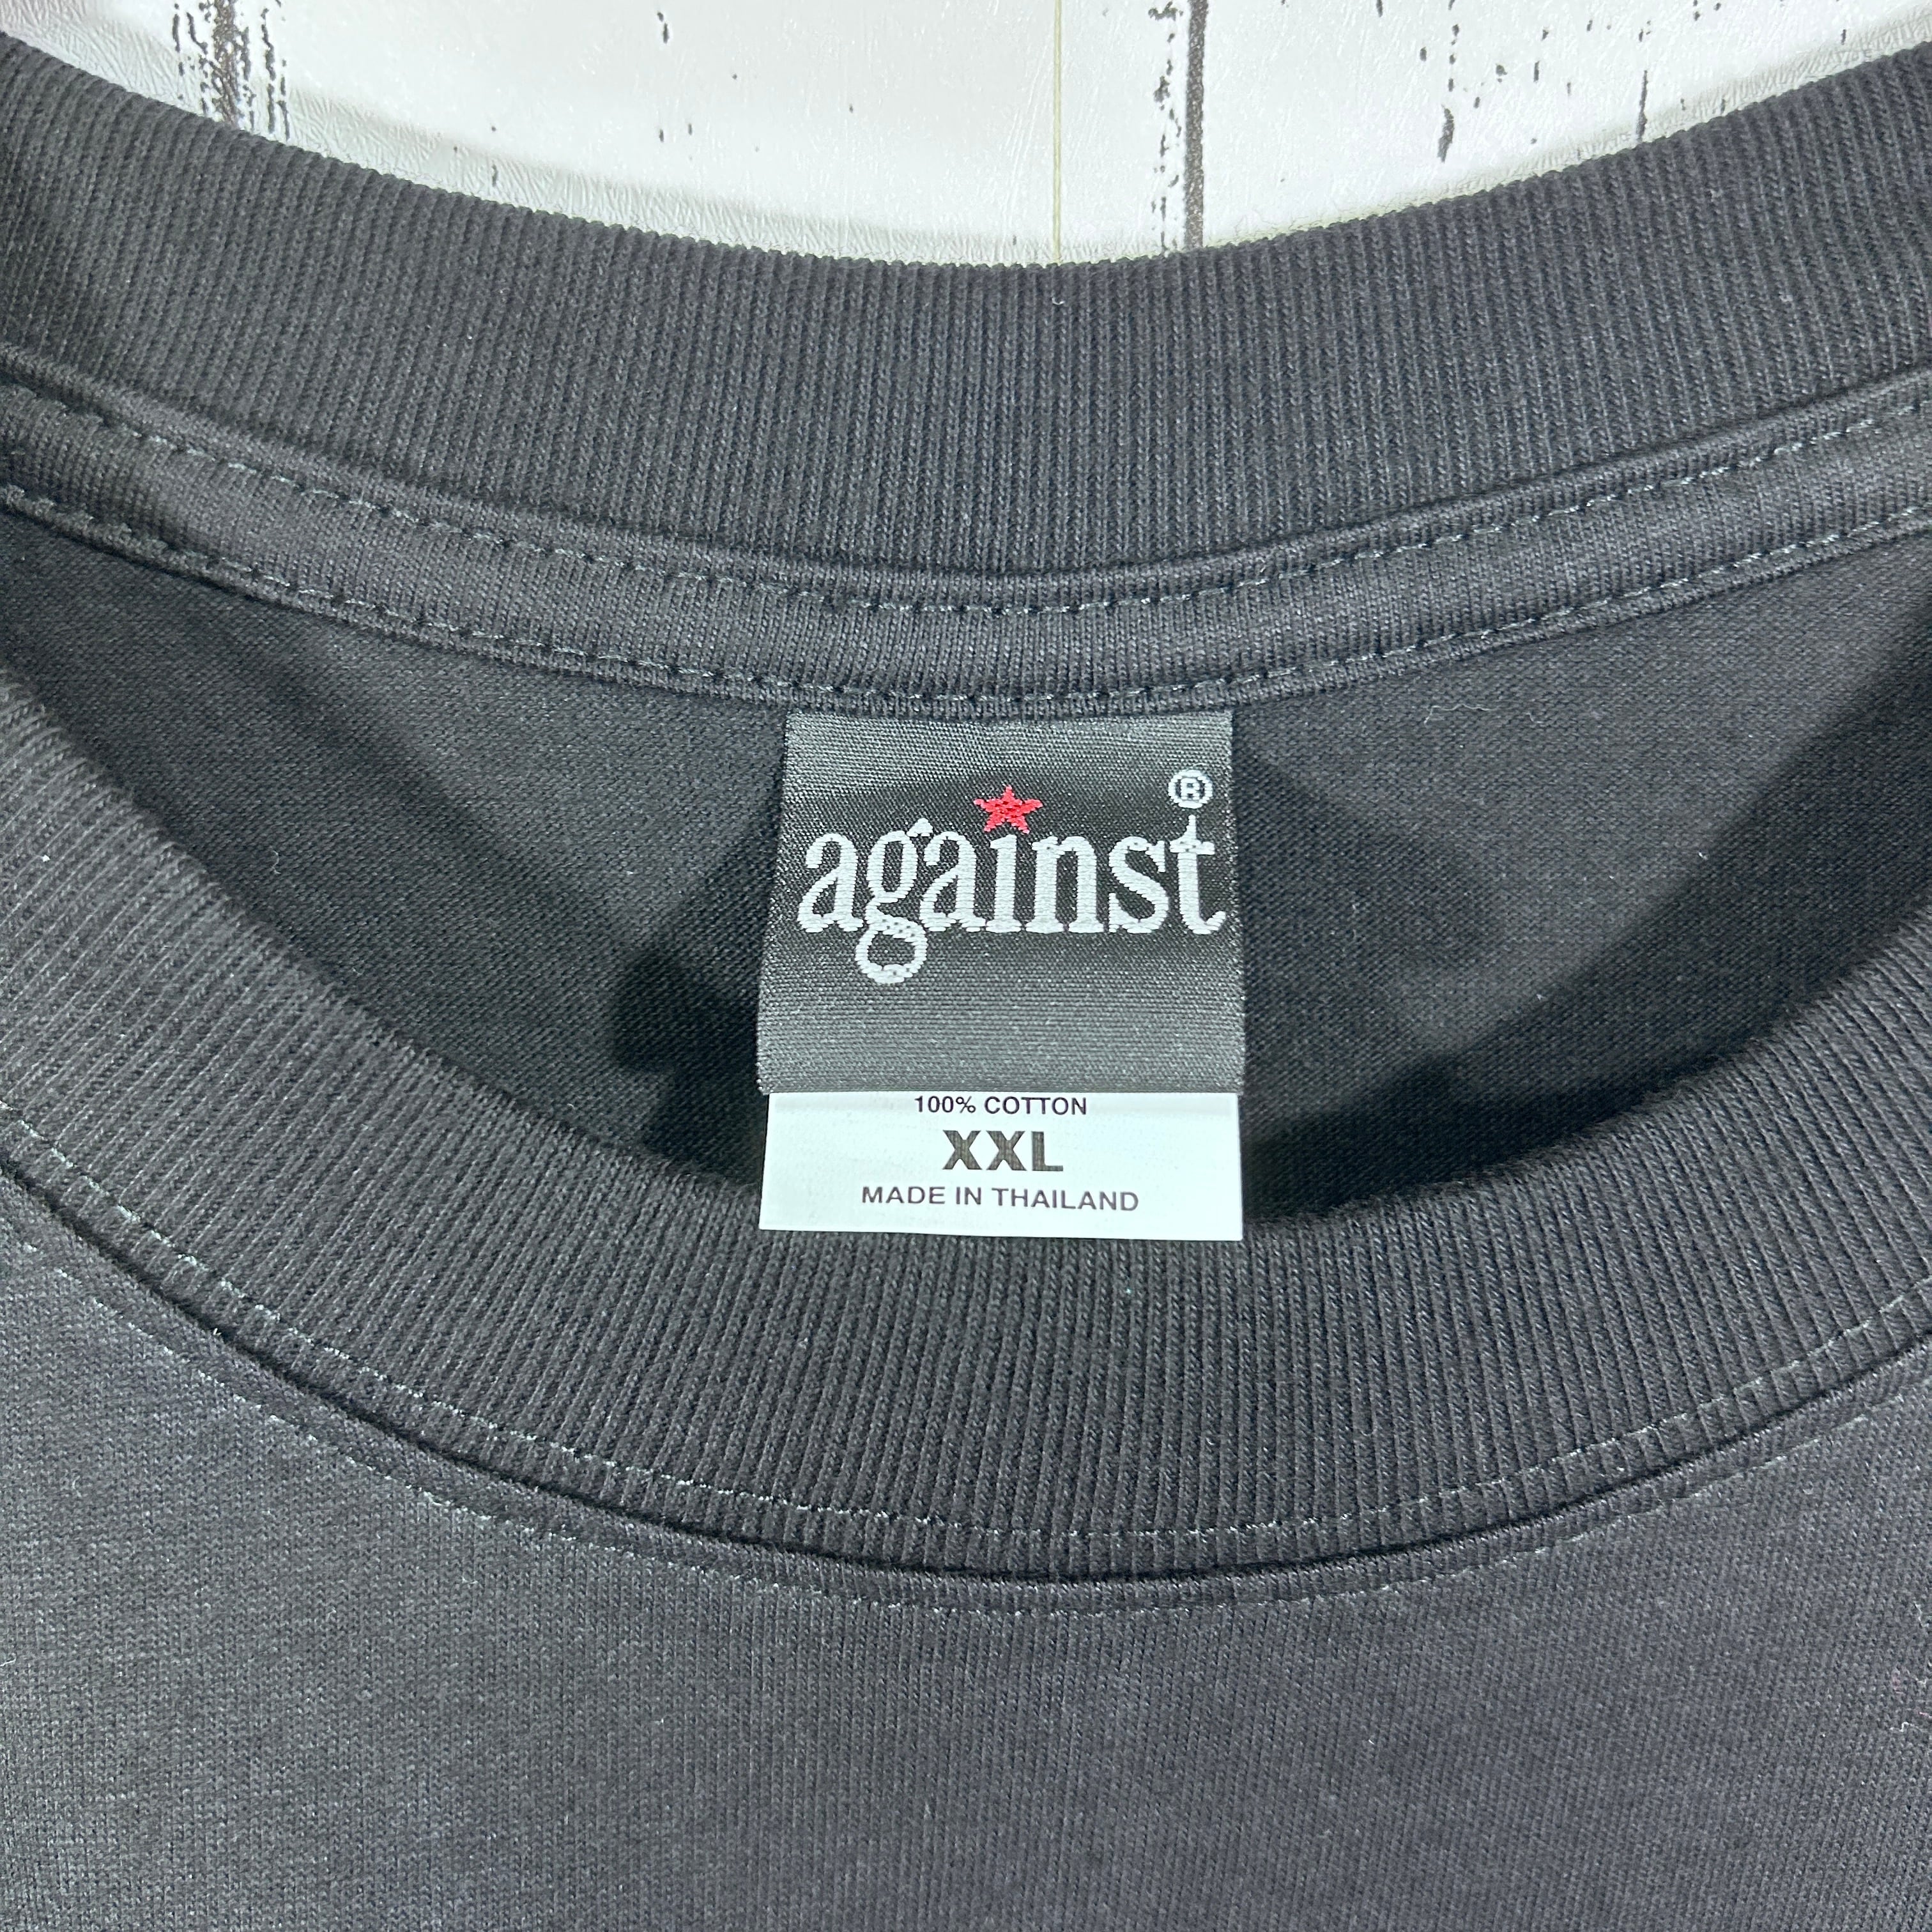 against®
100% COTTON
XXL
MADE IN THAILAND